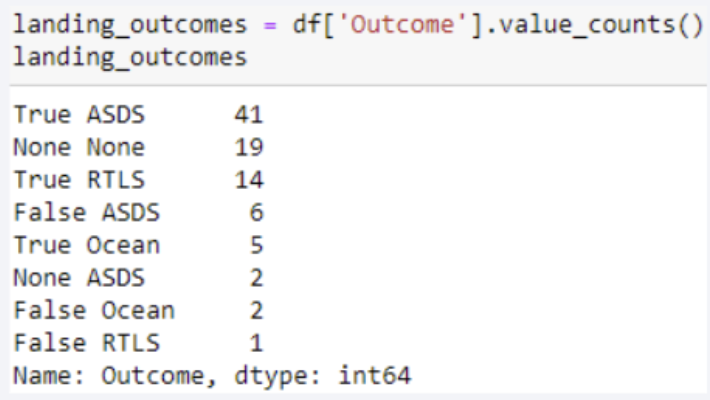 landing_outcomes = df['Outcome'].value_counts()
landing_outcomes
True ASDS      41
None None      19
True RTLS      14
False ASDS      6
True Ocean      5
None ASDS       2
False Ocean     2
False RTLS      1
Name: Outcome, dtype: int64